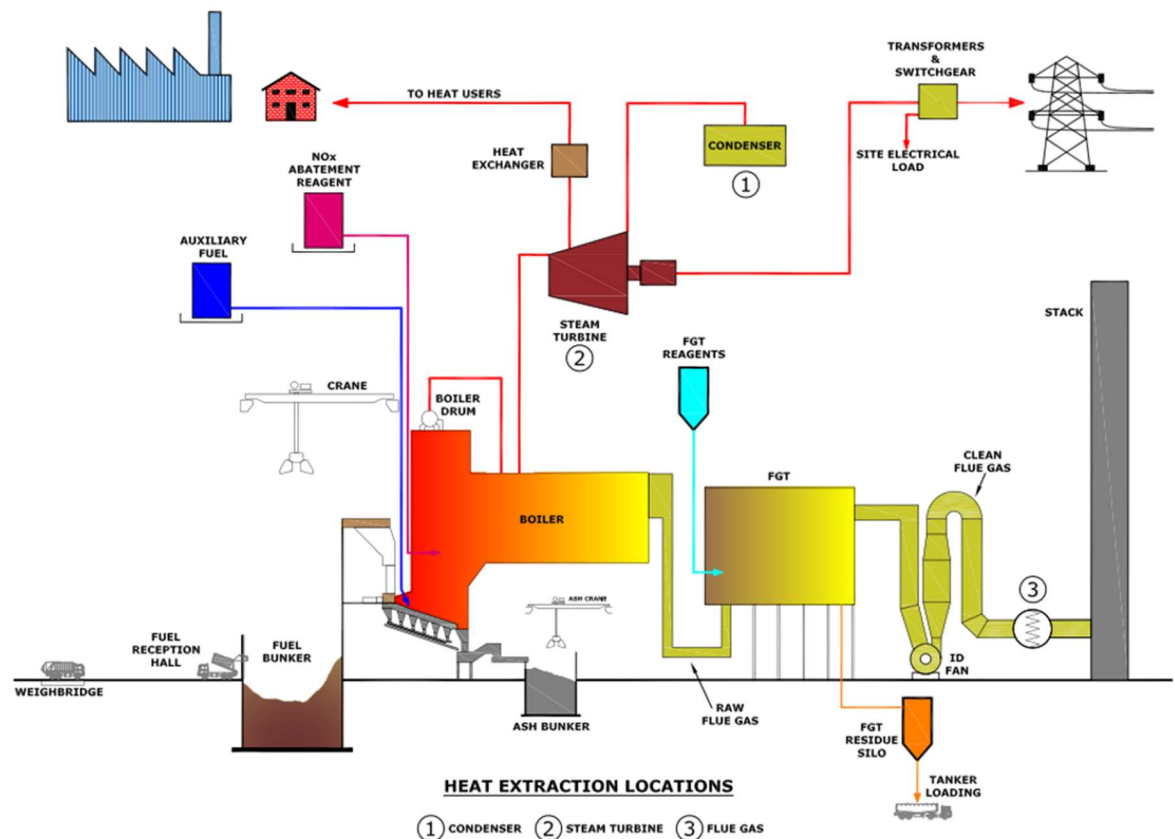 TRANSFORMERS
&
SWITCHGEAR
TO HEAT USERS
HEAT
EXCHANGER
CONDENSER
1
SITE ELECTRICAL
LOAD
NOx
ABATEMENT
REAGENT
AUXILIARY
FUEL
STEAM
TURBINE
2
STACK
FGT
REAGENTS
CRANE
BOILER
DRUM
CLEAN
FLUE GAS
FGT
BOILER
ASH CRANE
3
FUEL
RECEPTION
HALL
FUEL
BUNKER
WEIGHBRIDGE
ID
FAN
ASH BUNKER
RAW
FLUE GAS
FGT
RESIDUE
SILO
TANKER
LOADING
HEAT EXTRACTION LOCATIONS
1 CONDENSER 2 STEAM TURBINE 3 FLUE GAS